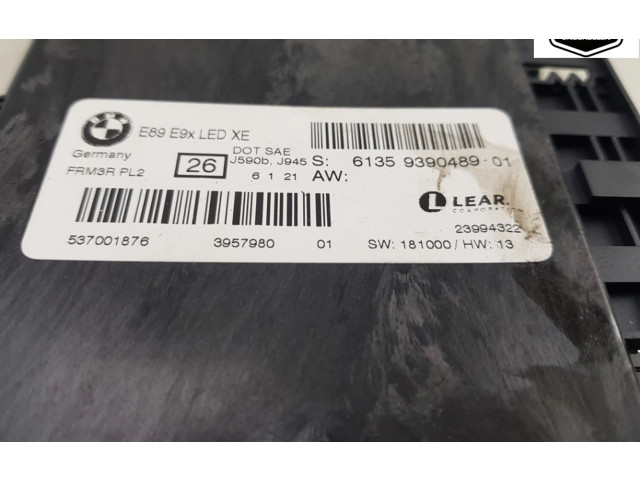 BMW
E89 E9x LED XE
Germany
FRM3R PL2
26
DOT SAE
J590b, J945
6 1 21
S: 6135 9390489-01
AW:
LEAR.
CORPORATION
537001876
3957980 01
23994322
SW: 181000 / HW: 13